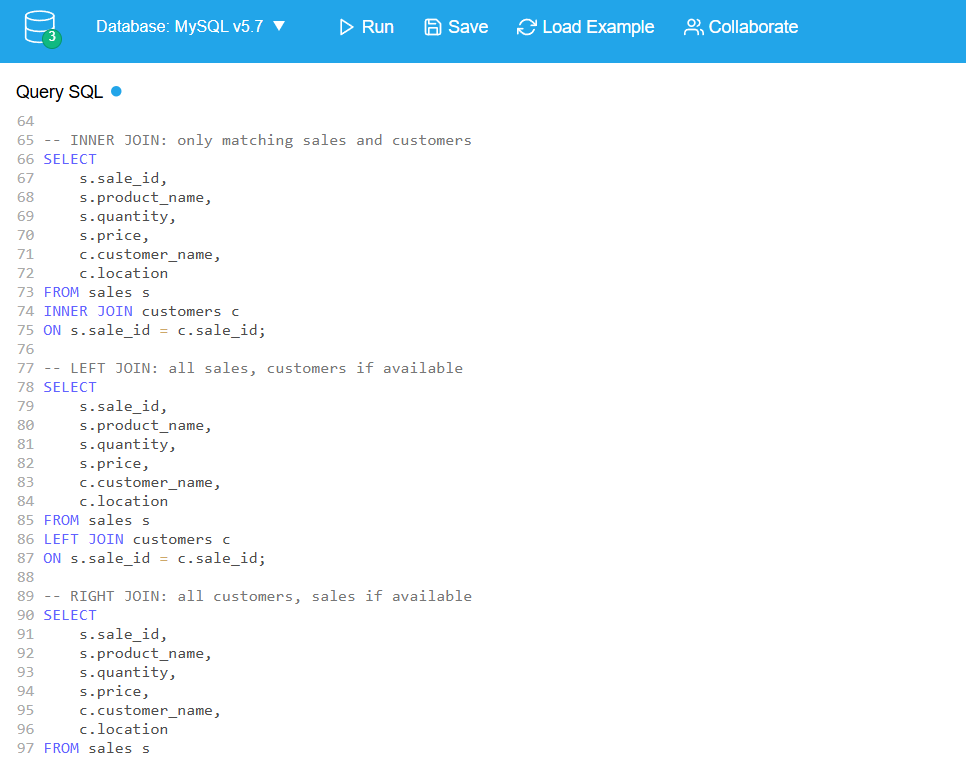 3
Database: MySQL v5.7 ▼ Run Save Load Example Collaborate
Query SQL
64
65 -- INNER JOIN: only matching sales and customers
66 SELECT
67     s.sale_id,
68     s.product_name,
69     s.quantity,
70     s.price,
71     c.customer_name,
72     c.location
73 FROM sales s
74 INNER JOIN customers c
75 ON s.sale_id = c.sale_id;
76
77 -- LEFT JOIN: all sales, customers if available
78 SELECT
79     s.sale_id,
80     s.product_name,
81     s.quantity,
82     s.price,
83     c.customer_name,
84     c.location
85 FROM sales s
86 LEFT JOIN customers c
87 ON s.sale_id = c.sale_id;
88
89 -- RIGHT JOIN: all customers, sales if available
90 SELECT
91     s.sale_id,
92     s.product_name,
93     s.quantity,
94     s.price,
95     c.customer_name,
96     c.location
97 FROM sales s